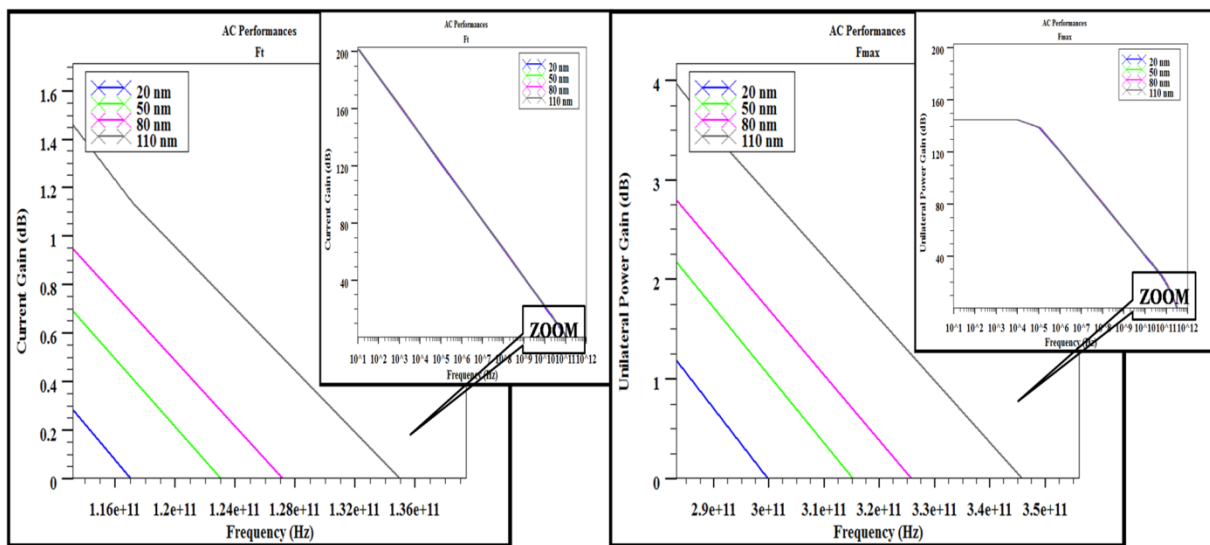 AC Performances
Ft
20 nm
50 nm
80 nm
110 nm
1.6
1.4
1.2
1
0.8
0.6
0.4
0.2
0
Current Gain (dB)
1.16e+11 1.2e+11 1.24e+11 1.28e+11 1.32e+11 1.36e+11
Frequency (Hz)
AC Performances
Ft
20 nm
50 nm
80 nm
110 nm
200
160
120
80
40
Current Gain (dB)
10^1 10^2 10^3 10^4 10^5 10^6 10^7 10^8 10^9 10^10 10^11 10^12
Frequency (Hz)
ZOOM
AC Performances
Fmax
20 nm
50 nm
80 nm
110 nm
4
3
2
1
0
Unilateral Power Gain (dB)
2.9e+11 3e+11 3.1e+11 3.2e+11 3.3e+11 3.4e+11 3.5e+11
Frequency (Hz)
AC Performances
Fmax
20 nm
50 nm
80 nm
110 nm
200
160
120
80
40
Unilateral Power Gain (dB)
10^1 10^2 10^3 10^4 10^5 10^6 10^7 10^8 10^9 10^10 10^11 10^12
Frequency (Hz)
ZOOM